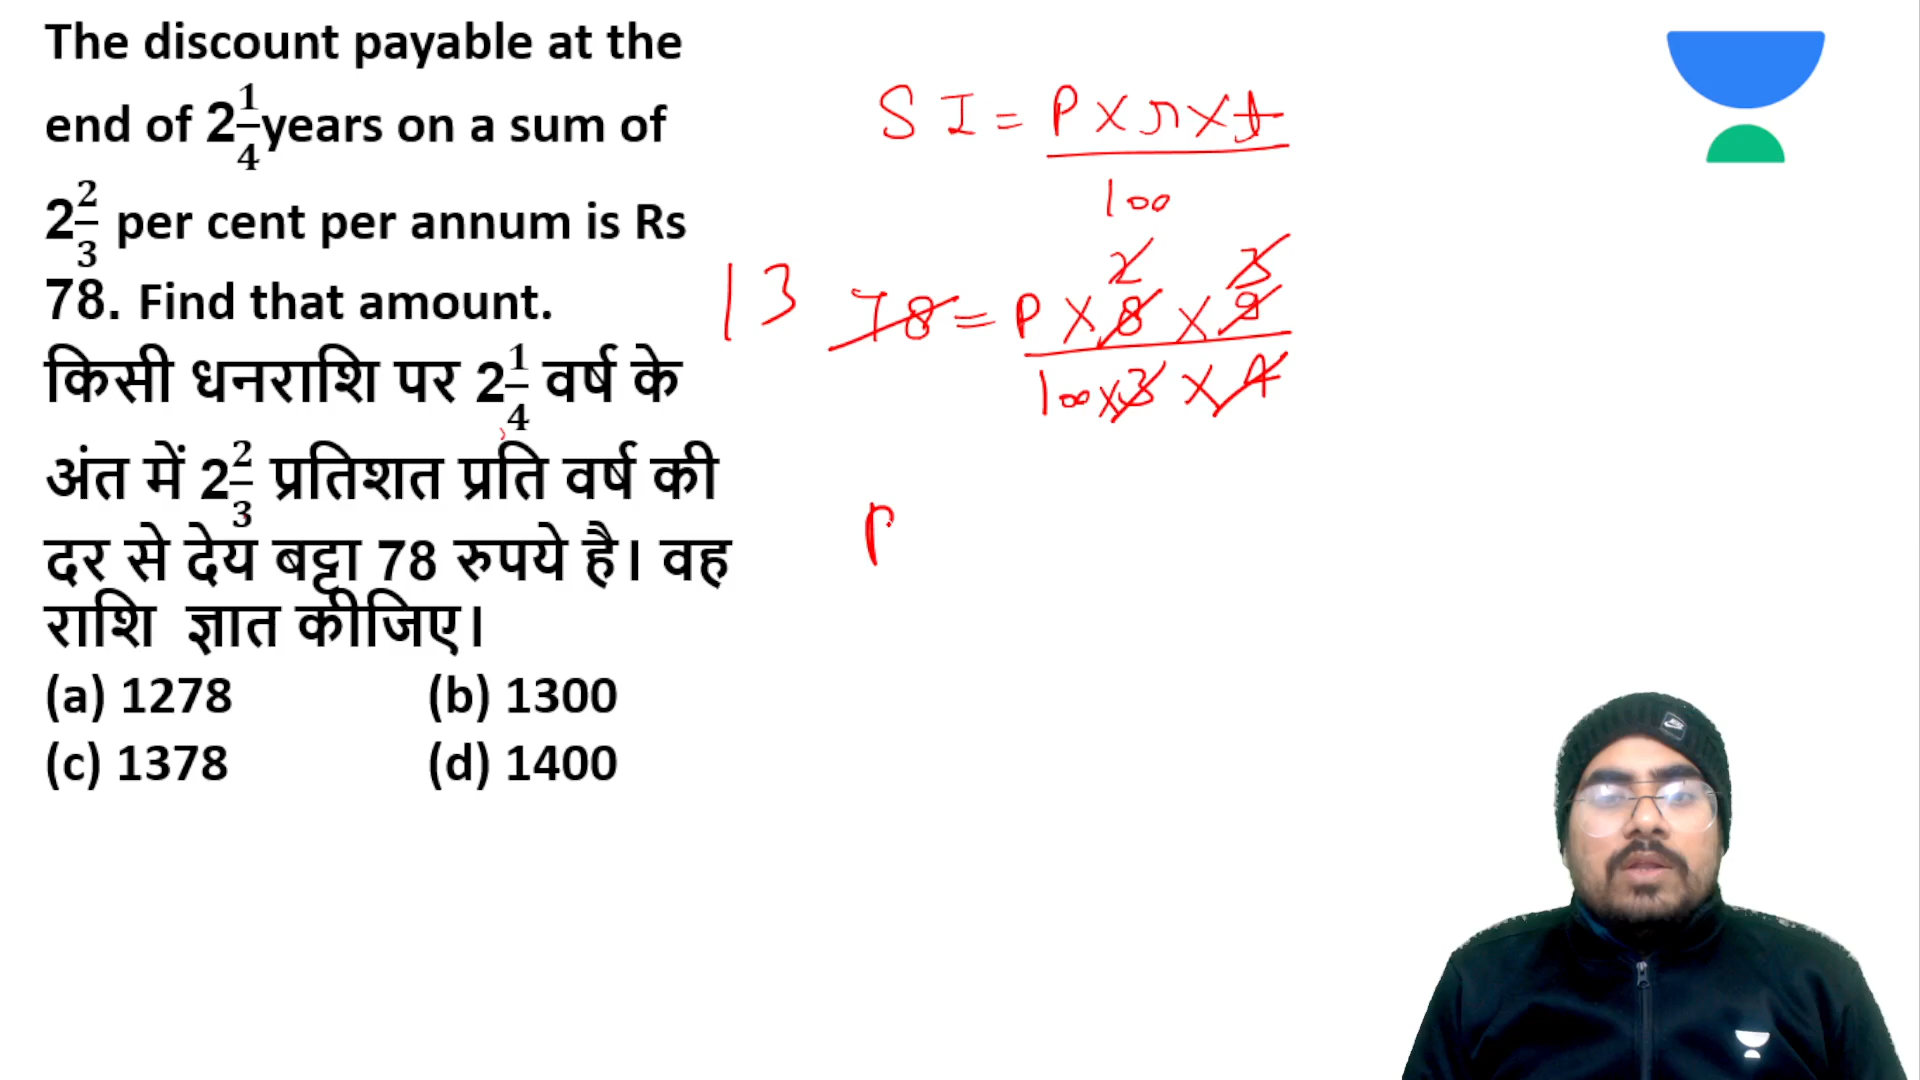 The discount payable at the
end of 2 1/4 years on a sum of
2 2/3 per cent per annum is Rs
78. Find that amount.
किसी धनराशि पर 2 1/4 वर्ष के
अंत में 2 2/3 प्रतिशत प्रति वर्ष की
दर से देय बट्टा 78 रुपये है। वह
राशि ज्ञात कीजिए।
(a) 1278 (b) 1300
(c) 1378 (d) 1400
SI = P × r × t
100
2 3
13 78 = P × 8 × 9
100 × 3 × 4
P